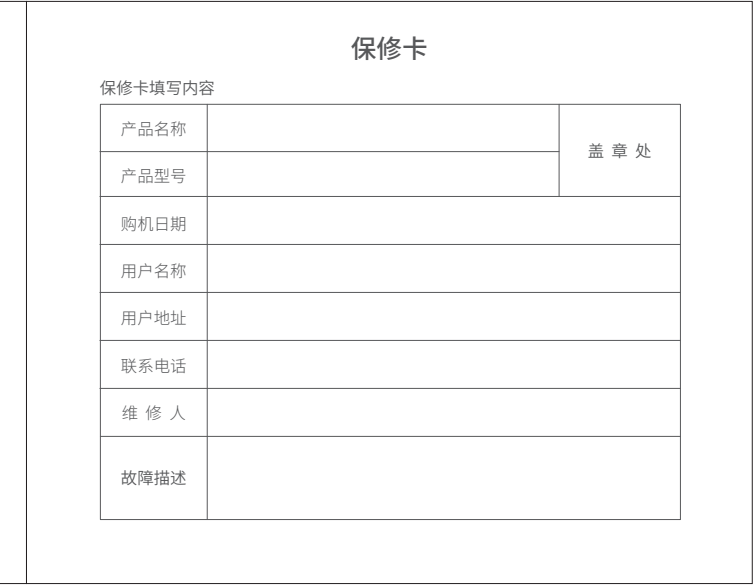 保修卡
保修卡填写内容
产品名称
盖 章 处
产品型号
购机日期
用户名称
用户地址
联系电话
维 修 人
故障描述